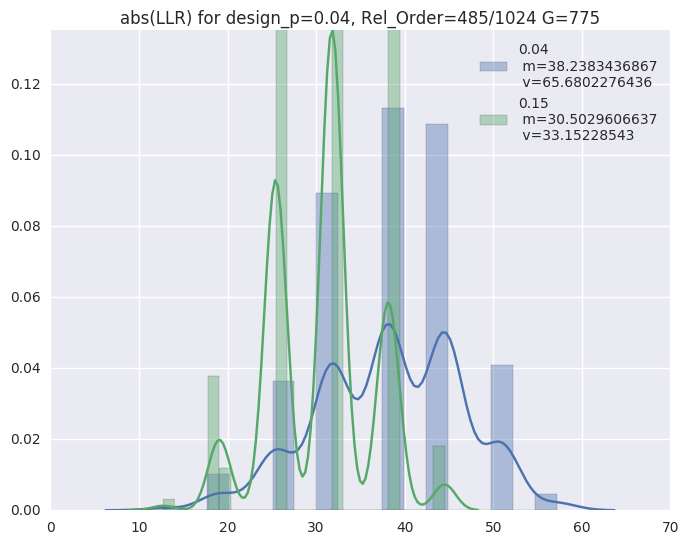 abs(LLR) for design_p=0.04, Rel_Order=485/1024 G=775
0.04
m=38.2383436867
v=65.6802276436
0.15
m=30.5029606637
v=33.15228543
0.12
0.10
0.08
0.06
0.04
0.02
0.00
0 10 20 30 40 50 60 70